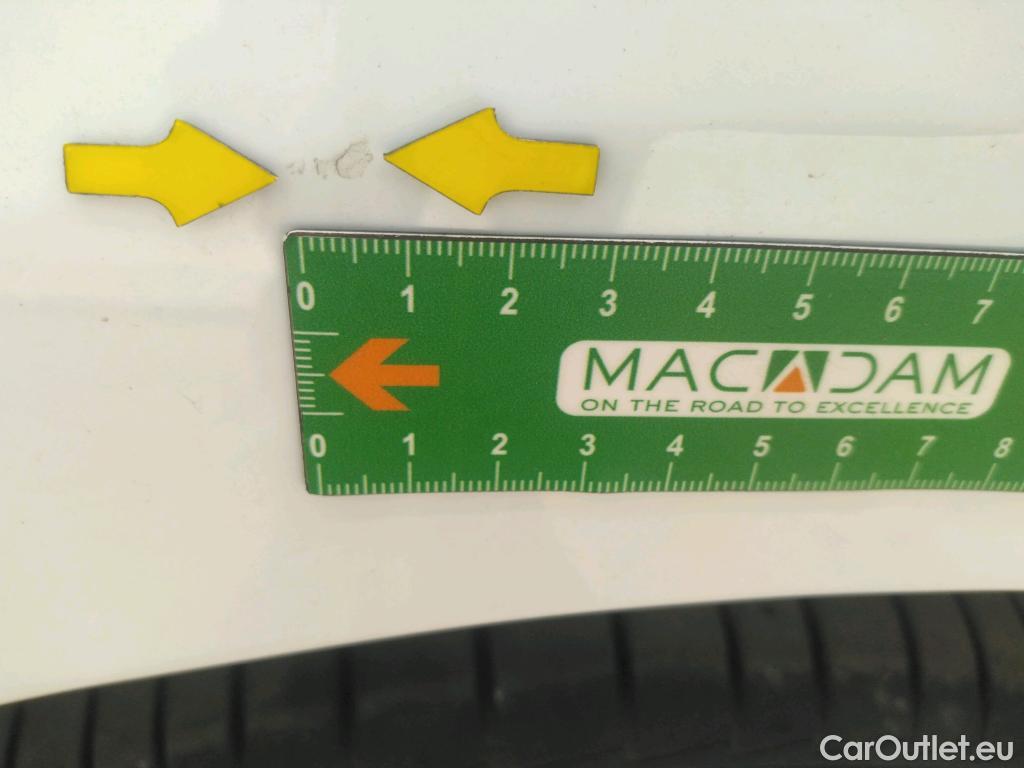 0 1 2 3 4 5 6 7
MACADAM
ON THE ROAD TO EXCELLENCE
0 1 2 3 4 5 6 7 8
CarOutlet.eu